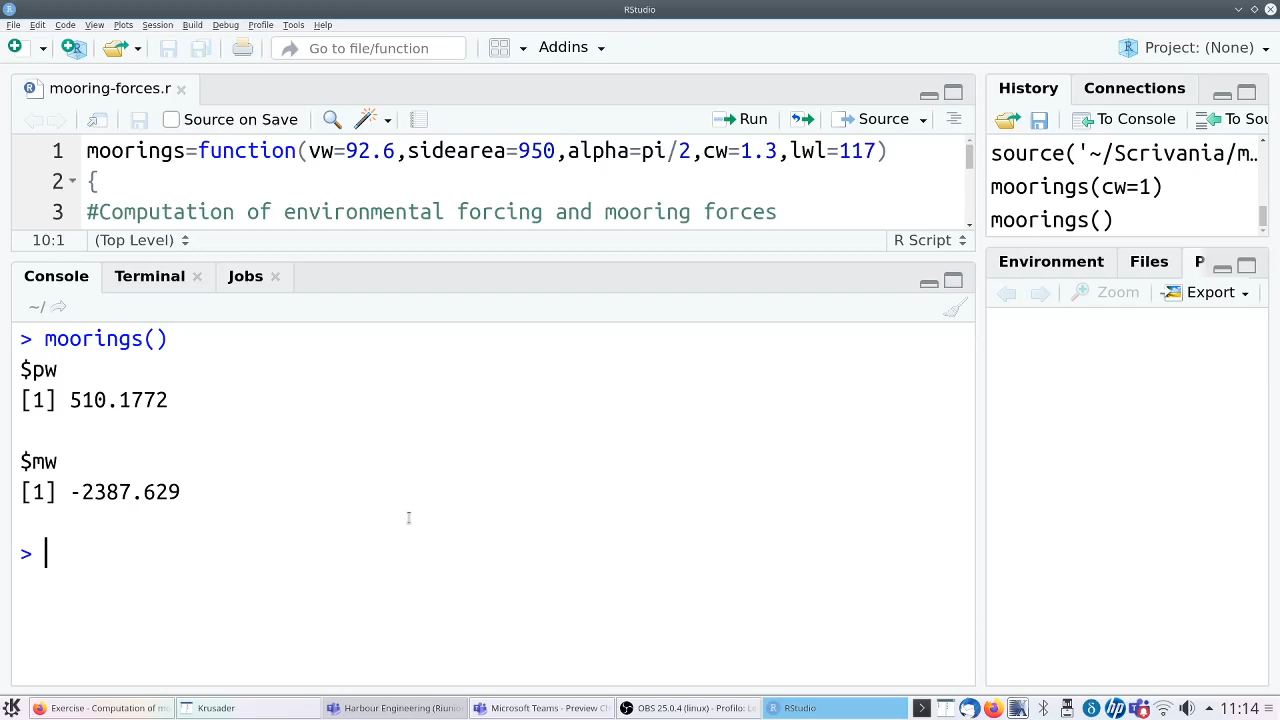 RStudio
File Edit Code View Plots Session Build Debug Profile Tools Help
Go to file/function Addins Project: (None)
mooring-forces.r
Source on Save Run Source
1 moorings=function(vw=92.6,sidearea=950,alpha=pi/2,cw=1.3,lwl=117)
2 {
3 #Computation of environmental forcing and mooring forces
10:1 (Top Level) R Script
Console Terminal Jobs
~/
> moorings()
$pw
[1] 510.1772
$mw
[1] -2387.629
>
History Connections
To Console To Sou
source('~/Scrivania/m…
moorings(cw=1)
moorings()
Environment Files P
Zoom Export
Exercise - Computation of m Krusader Harbour Engineering (Rania Microsoft Teams - Preview Ch OBS 25.0.4 (linux) - Profilo: Le RStudio 11:14